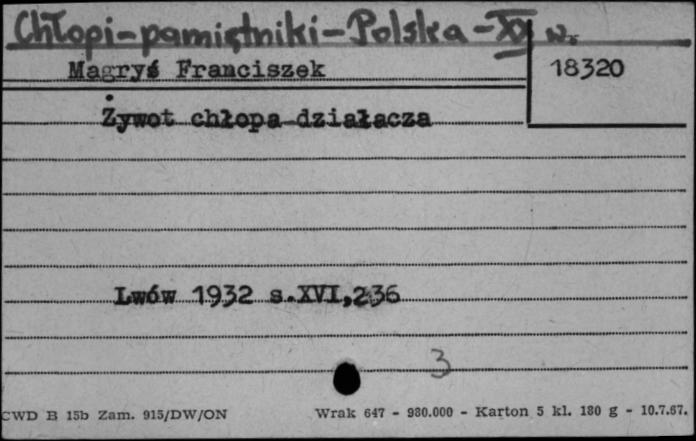 Chłopi-pamiętniki-Polska-XX w.
Magryś Franciszek
18320
Żywot chłopa działacza
Lwów 1932 s.XVI,236
3
CWD B 15b Zam. 915/DW/ON
Wrak 647 - 980.000 - Karton 5 kl. 180 g - 10.7.67.